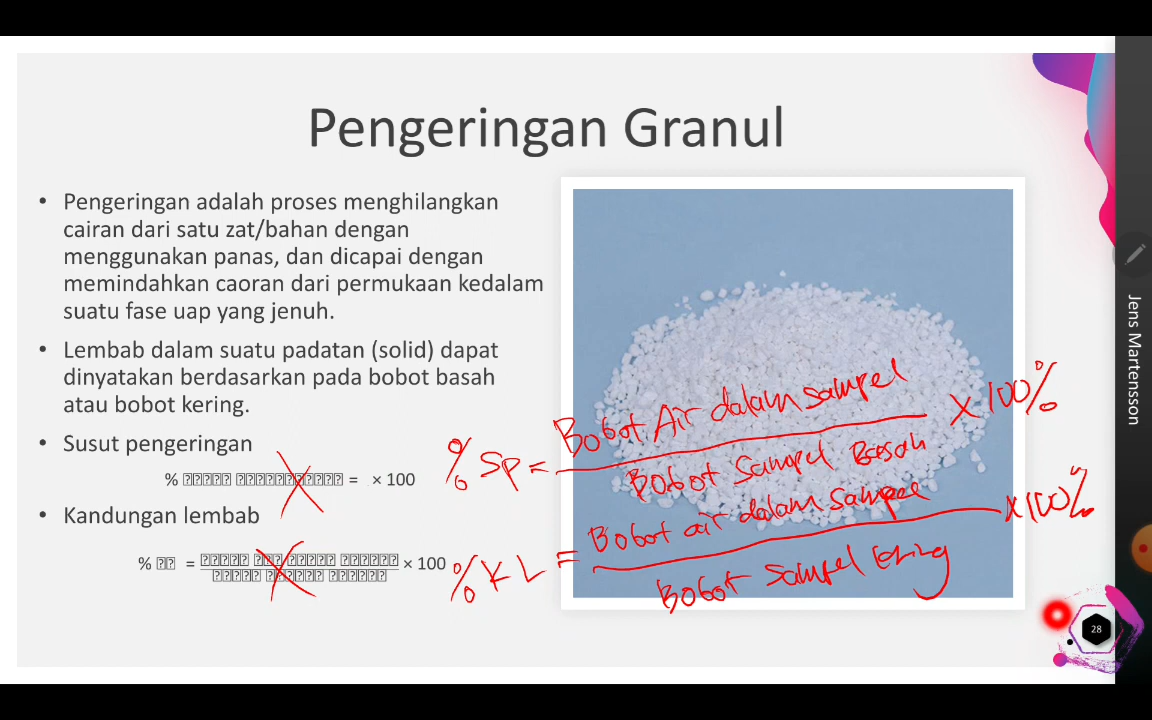 Pengeringan Granul
• Pengeringan adalah proses menghilangkan
cairan dari satu zat/bahan dengan
menggunakan panas, dan dicapai dengan
memindahkan caoran dari permukaan kedalam
suatu fase uap yang jenuh.
• Lembab dalam suatu padatan (solid) dapat
dinyatakan berdasarkan pada bobot basah
atau bobot kering.
• Susut pengeringan
% = × 100
• Kandungan lembab
% = × 100
% SP = Bobot Air dalam sampel x 100%
Bobot Sampel Basah
% KL = Bobot air dalam sampel x 100%
Bobot sampel kering
Jens Martensson
28